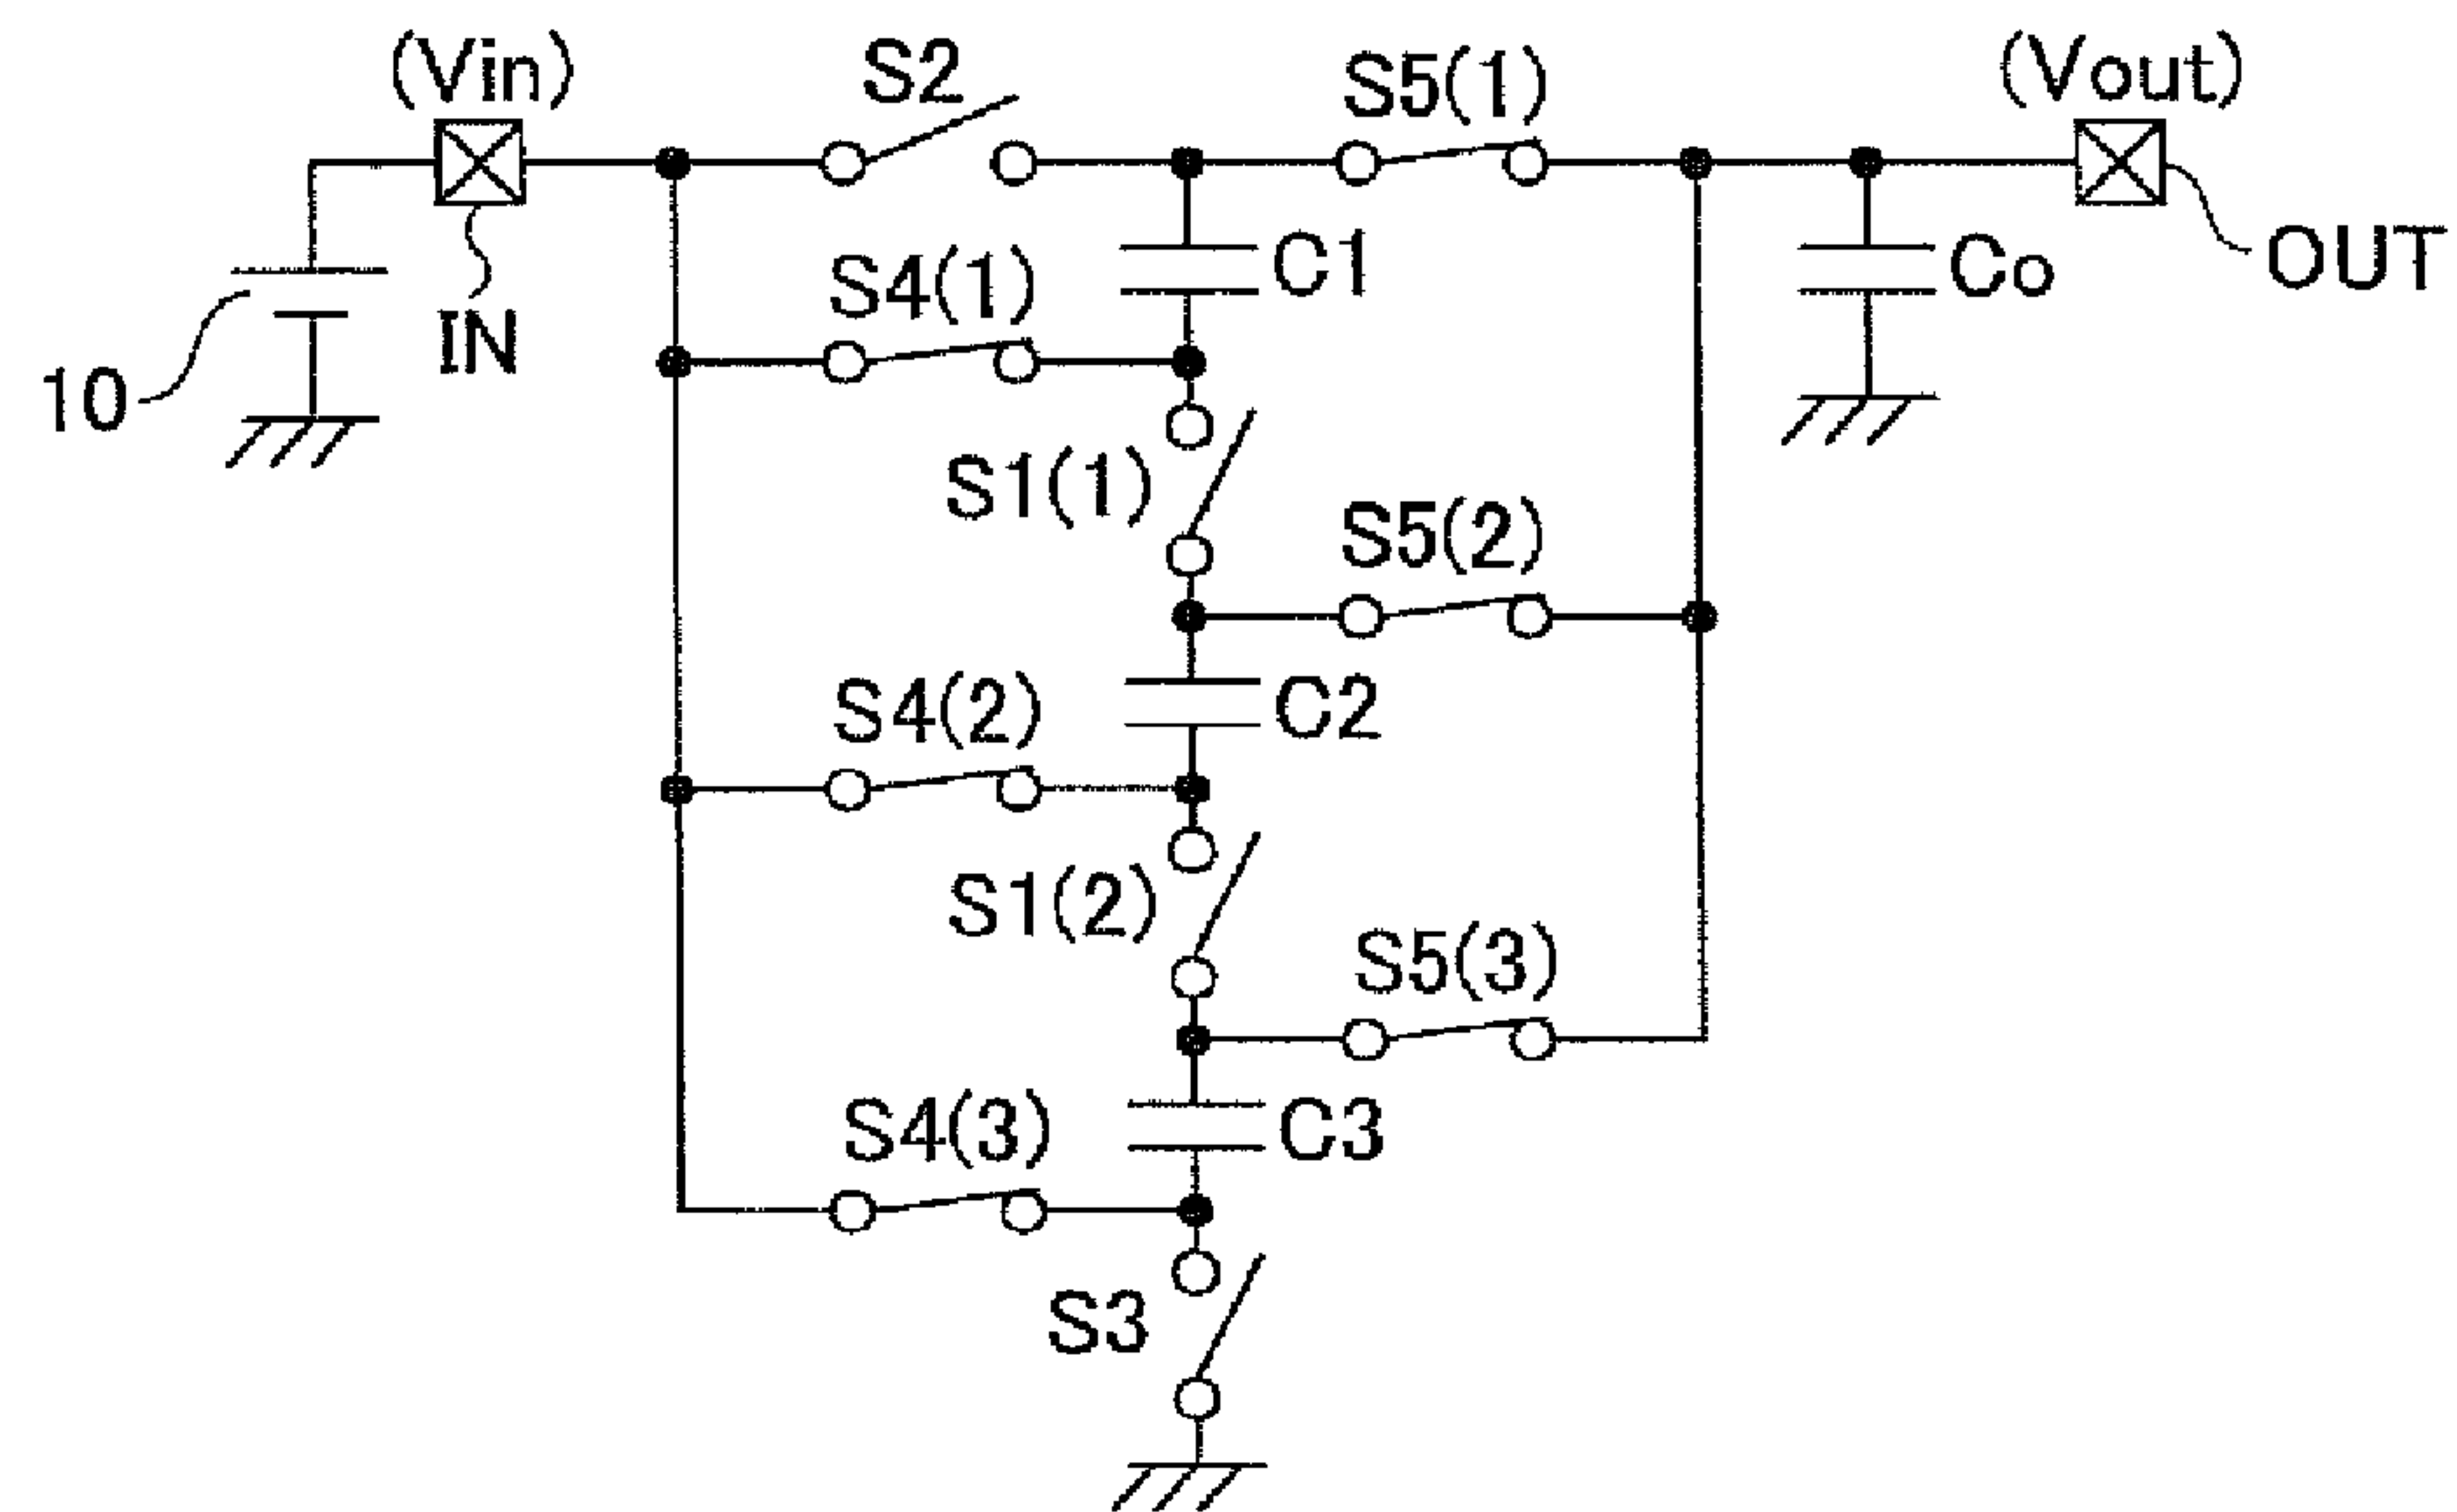 (Vin)
S2
S5(1)
(Vout)
C1
Co
OUT
S4(1)
IN
10
S1(1)
S5(2)
S4(2)
C2
S1(2)
S5(3)
S4(3)
C3
S3